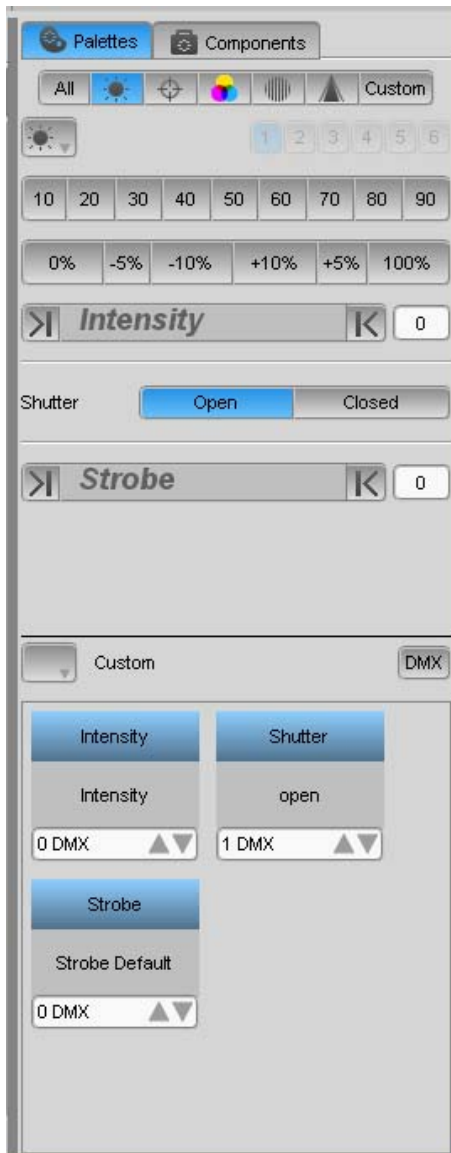 Palettes Components
All Custom
1 2 3 4 5 6
10 20 30 40 50 60 70 80 90
0% -5% -10% +10% +5% 100%
Intensity 0
Shutter Open Closed
Strobe 0
Custom DMX
Intensity Shutter
Intensity open
0 DMX 1 DMX
Strobe
Strobe Default
0 DMX